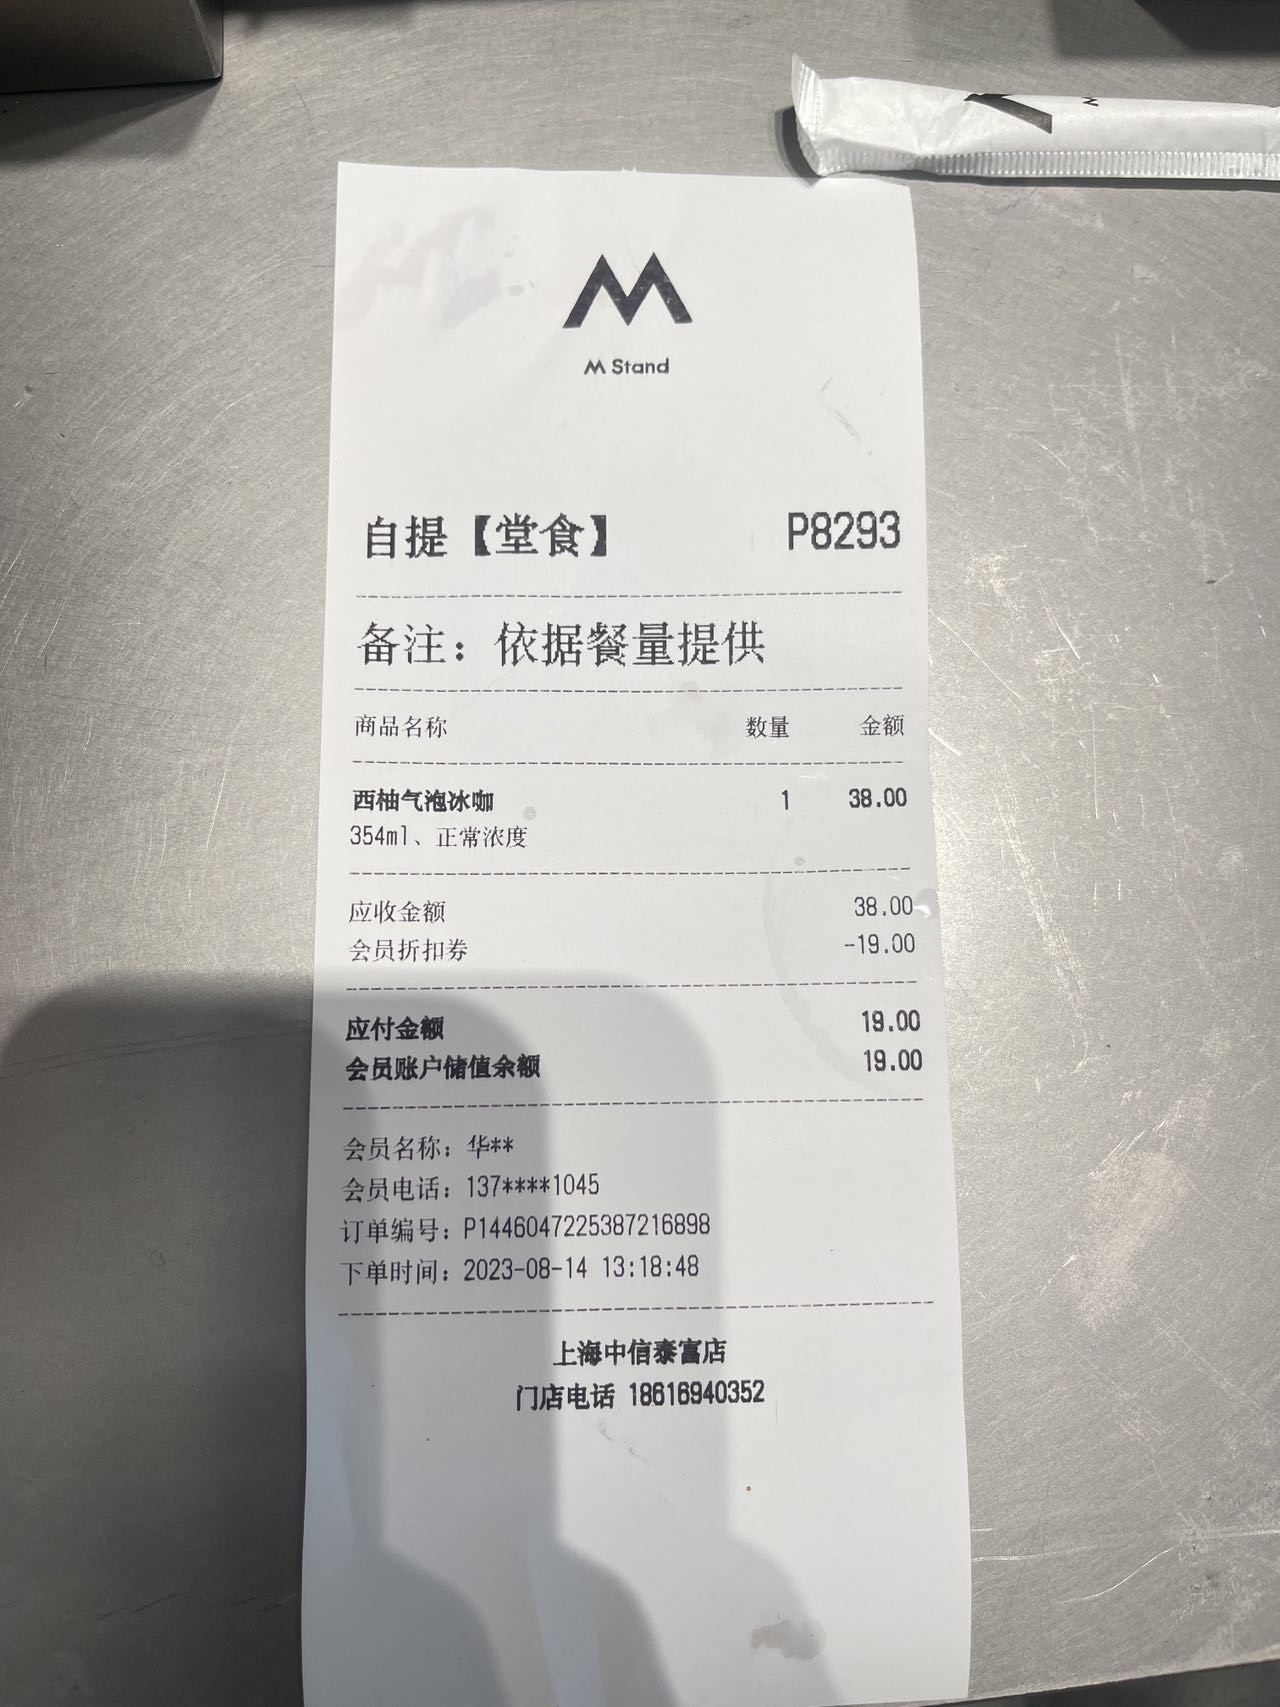 M
M Stand
自提【堂食】 P8293
备注：依据餐量提供
商品名称 数量 金额
西柚气泡冰咖 1 38.00
354ml、正常浓度
应收金额 38.00
会员折扣券 -19.00
应付金额 19.00
会员账户储值余额 19.00
会员名称：华**
会员电话：137****1045
订单编号：P1446047225387216898
下单时间：2023-08-14 13:18:48
上海中信泰富店
门店电话 18616940352